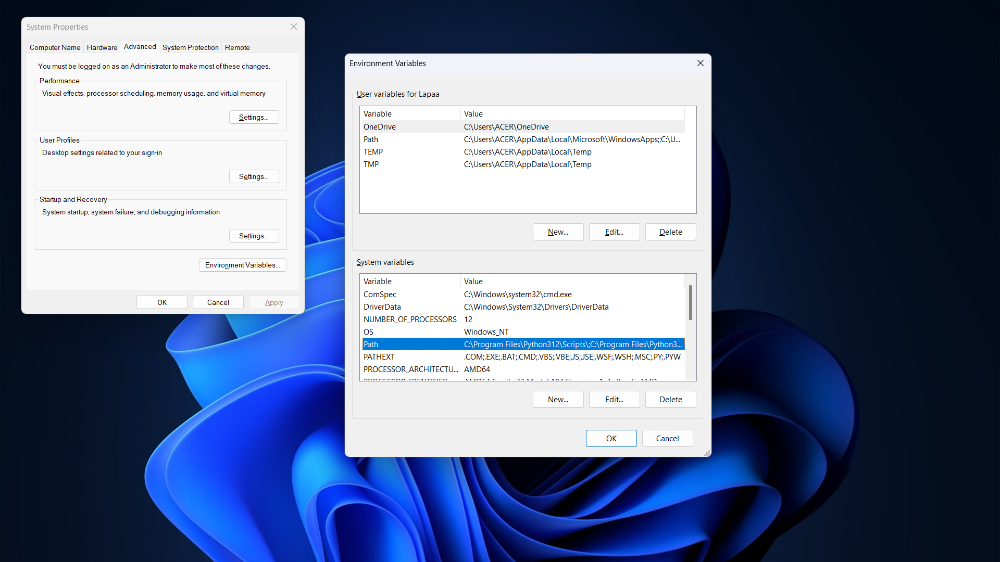 System Properties
Computer Name Hardware Advanced System Protection Remote
You must be logged on as an Administrator to make most of these changes.
Performance
Visual effects, processor scheduling, memory usage, and virtual memory
Settings...
User Profiles
Desktop settings related to your sign-in
Settings...
Startup and Recovery
System startup, system failure, and debugging information
Settings...
Environment Variables...
OK Cancel Apply
Environment Variables
User variables for Lapaa
Variable Value
OneDrive C:\Users\ACER\OneDrive
Path C:\Users\ACER\AppData\Local\Microsoft\WindowsApps;;C:\U...
TEMP C:\Users\ACER\AppData\Local\Temp
TMP C:\Users\ACER\AppData\Local\Temp
New... Edit... Delete
System variables
Variable Value
ComSpec C:\Windows\system32\cmd.exe
DriverData C:\Windows\System32\Drivers\DriverData
NUMBER_OF_PROCESSORS 12
OS Windows_NT
Path C:\Program Files\Python312\Scripts\;C:\Program Files\Python3...
PATHEXT .COM;.EXE;.BAT;.CMD;.VBS;.VBE;.JS;.JSE;.WSF;.WSH;.MSC;.PY;.PYW
PROCESSOR_ARCHITECTU... AMD64
PROCESSOR_IDENTIFIER AMD64 Family
New... Edit... Delete
OK Cancel